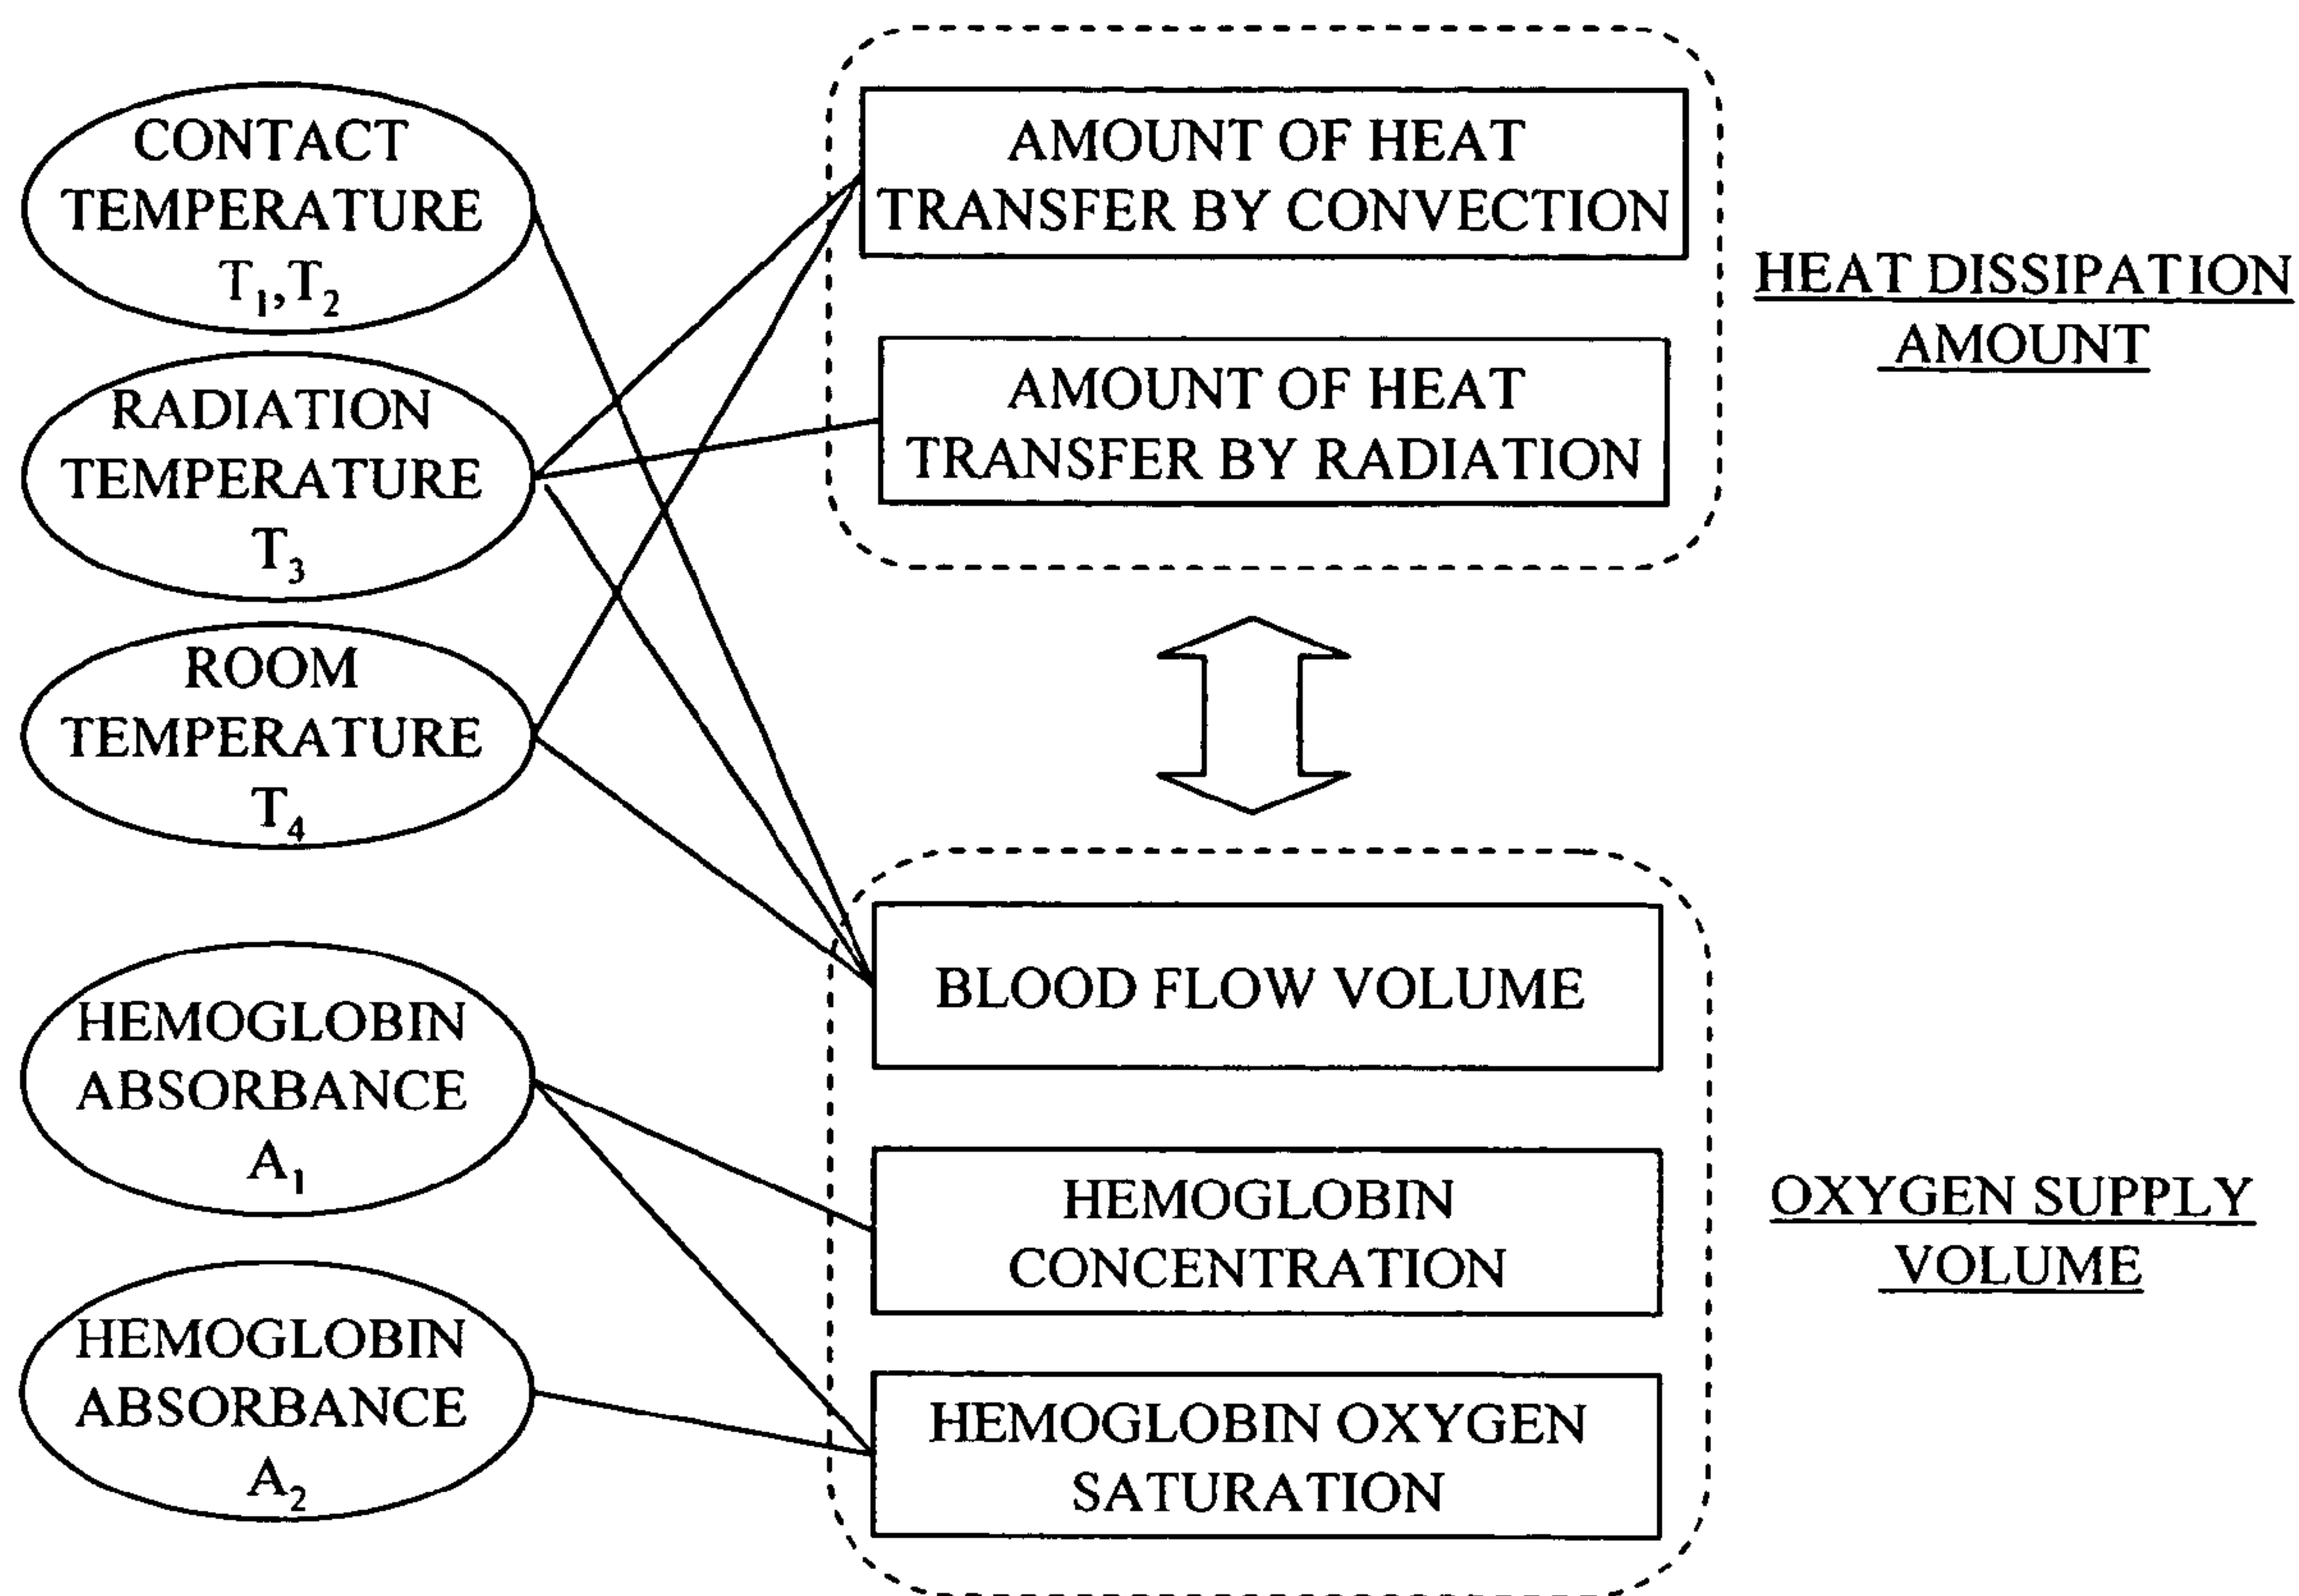 CONTACT
TEMPERATURE
T₁, T₂
RADIATION
TEMPERATURE
T₃
ROOM
TEMPERATURE
T₄
HEMOGLOBIN
ABSORBANCE
A₁
HEMOGLOBIN
ABSORBANCE
A₂
AMOUNT OF HEAT
TRANSFER BY CONVECTION
AMOUNT OF HEAT
TRANSFER BY RADIATION
HEAT DISSIPATION
AMOUNT
BLOOD FLOW VOLUME
HEMOGLOBIN
CONCENTRATION
HEMOGLOBIN OXYGEN
SATURATION
OXYGEN SUPPLY
VOLUME